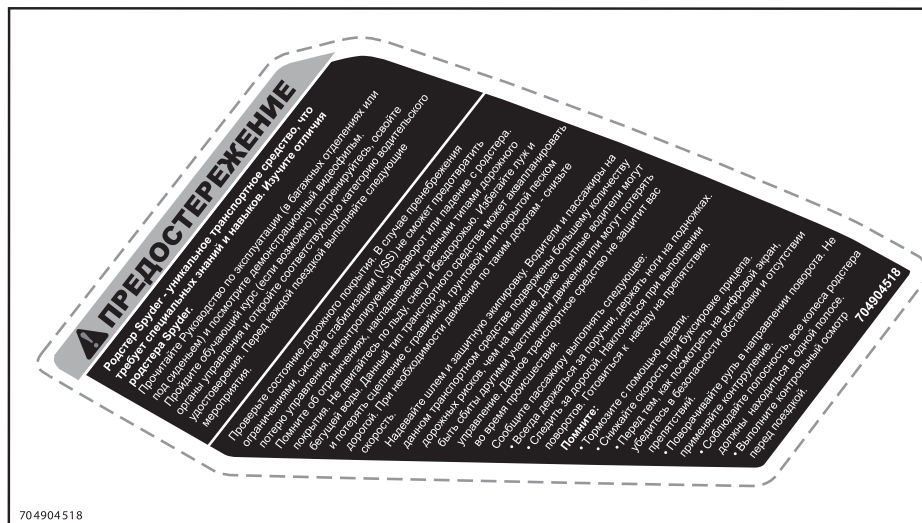 ПРЕДОСТЕРЕЖЕНИЕ
Родстер Spyder - уникальное транспортное средство, что
требует специальных знаний и навыков. Изучите отличия
родстера Spyder.
Прочитайте Руководство по эксплуатации (в багажных отделениях или
под сиденьем) и посмотрите демонстрационный видеофильм.
Пройдите обучающий курс (если возможно), потренируйтесь, освойте
органы управления и откройте соответствующую категорию водительского
удостоверения. Перед каждой поездкой выполняйте следующие
мероприятия.
Проверьте состояние дорожного покрытия. В случае пренебрежения
ограничениями, система стабилизации (VSS) не сможет предотвратить
потерю управления, неконтролируемый разворот или падение с родстера.
Помните об ограничениях, накладываемых разными типами дорожного
покрытия. Не двигайтесь по льду, снегу и бездорожью. Избегайте луж и
бегущей воды. Данный тип транспортного средства может аквапланировать
и потерять сцепление с гравийной, грунтовой или покрытой песком
дорогой. При необходимости движения по таким дорогам - снизьте
скорость.
Надевайте шлем и защитную экипировку. Водители и пассажиры на
данном транспортном средстве подвержены большему количеству
дорожных рисков, чем на машине. Даже опытные водители могут
быть сбиты другими участниками движения или могут потерять
управление. Данное транспортное средство не защитит вас
во время происшествия.
Сообщите пассажиру выполнять следующее:
• Всегда держаться за поручни, держать ноги на подножках.
• Следить за дорогой. Наклоняться при выполнении
поворотов. Готовиться к наезду на препятствия.
Помните:
• Тормозите с помощью педали.
• Снижайте скорость при буксировке прицепа.
• Перед тем, как посмотреть на цифровой экран,
убедитесь в безопасности обстановки и отсутствии
препятствий.
• Поворачивайте руль в направлении поворота. Не
применяйте контрруление.
• Соблюдайте полосность, все колеса родстера
должны находиться в одной полосе.
• Выполните контрольный осмотр
перед поездкой.
704904518
704904518